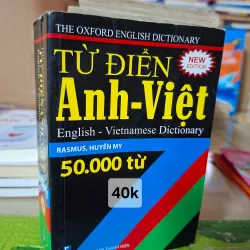 THE OXFORD ENGLISH DICTIONARY
TỪ ĐIỂN
NEW
EDITION
Anh-Việt
English - Vietnamese Dictionary
RASMUS, HUYỀN MY
50.000 từ
40k